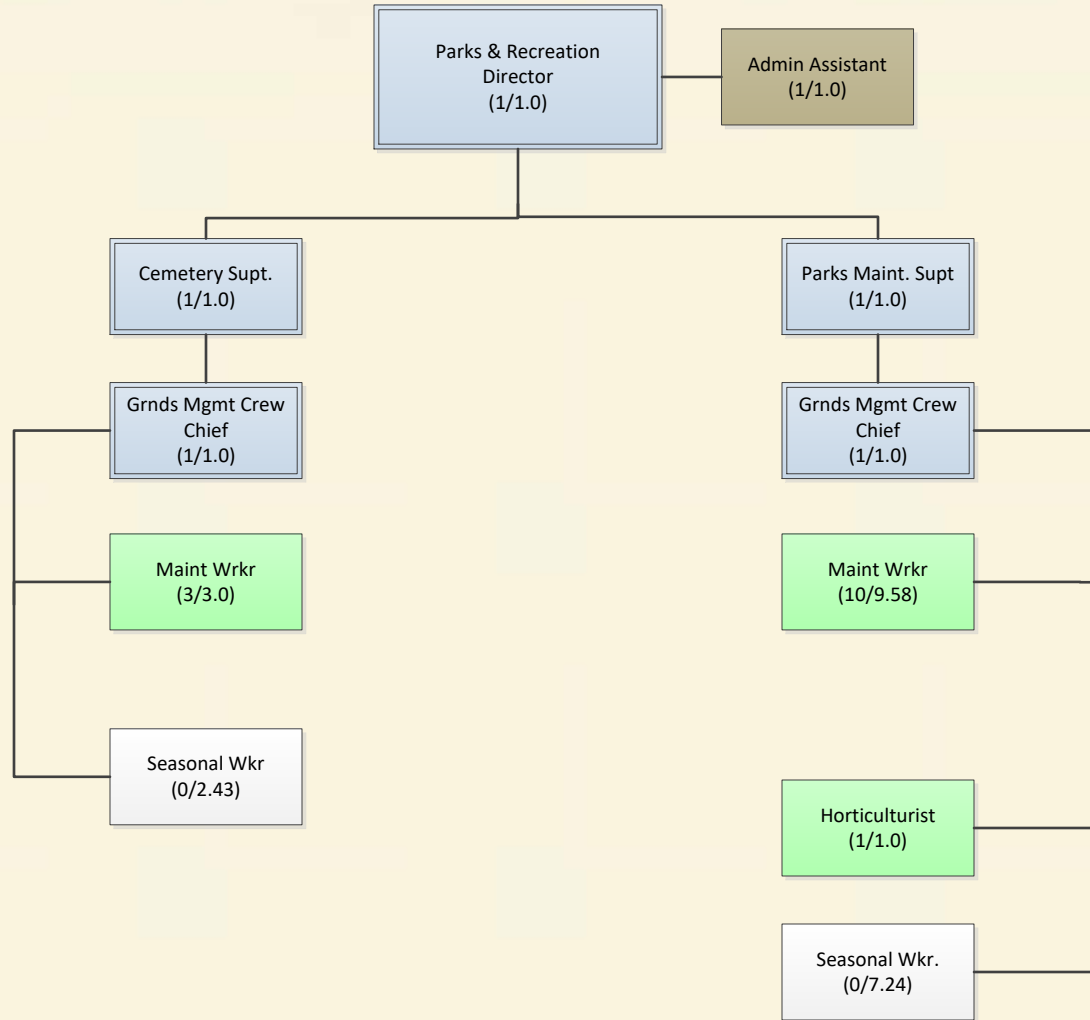 Parks & Recreation
Director
(1/1.0)
Admin Assistant
(1/1.0)
Cemetery Supt.
(1/1.0)
Parks Maint. Supt
(1/1.0)
Grnds Mgmt Crew
Chief
(1/1.0)
Grnds Mgmt Crew
Chief
(1/1.0)
Maint Wrkr
(3/3.0)
Maint Wrkr
(10/9.58)
Seasonal Wkr
(0/2.43)
Horticulturist
(1/1.0)
Seasonal Wkr.
(0/7.24)